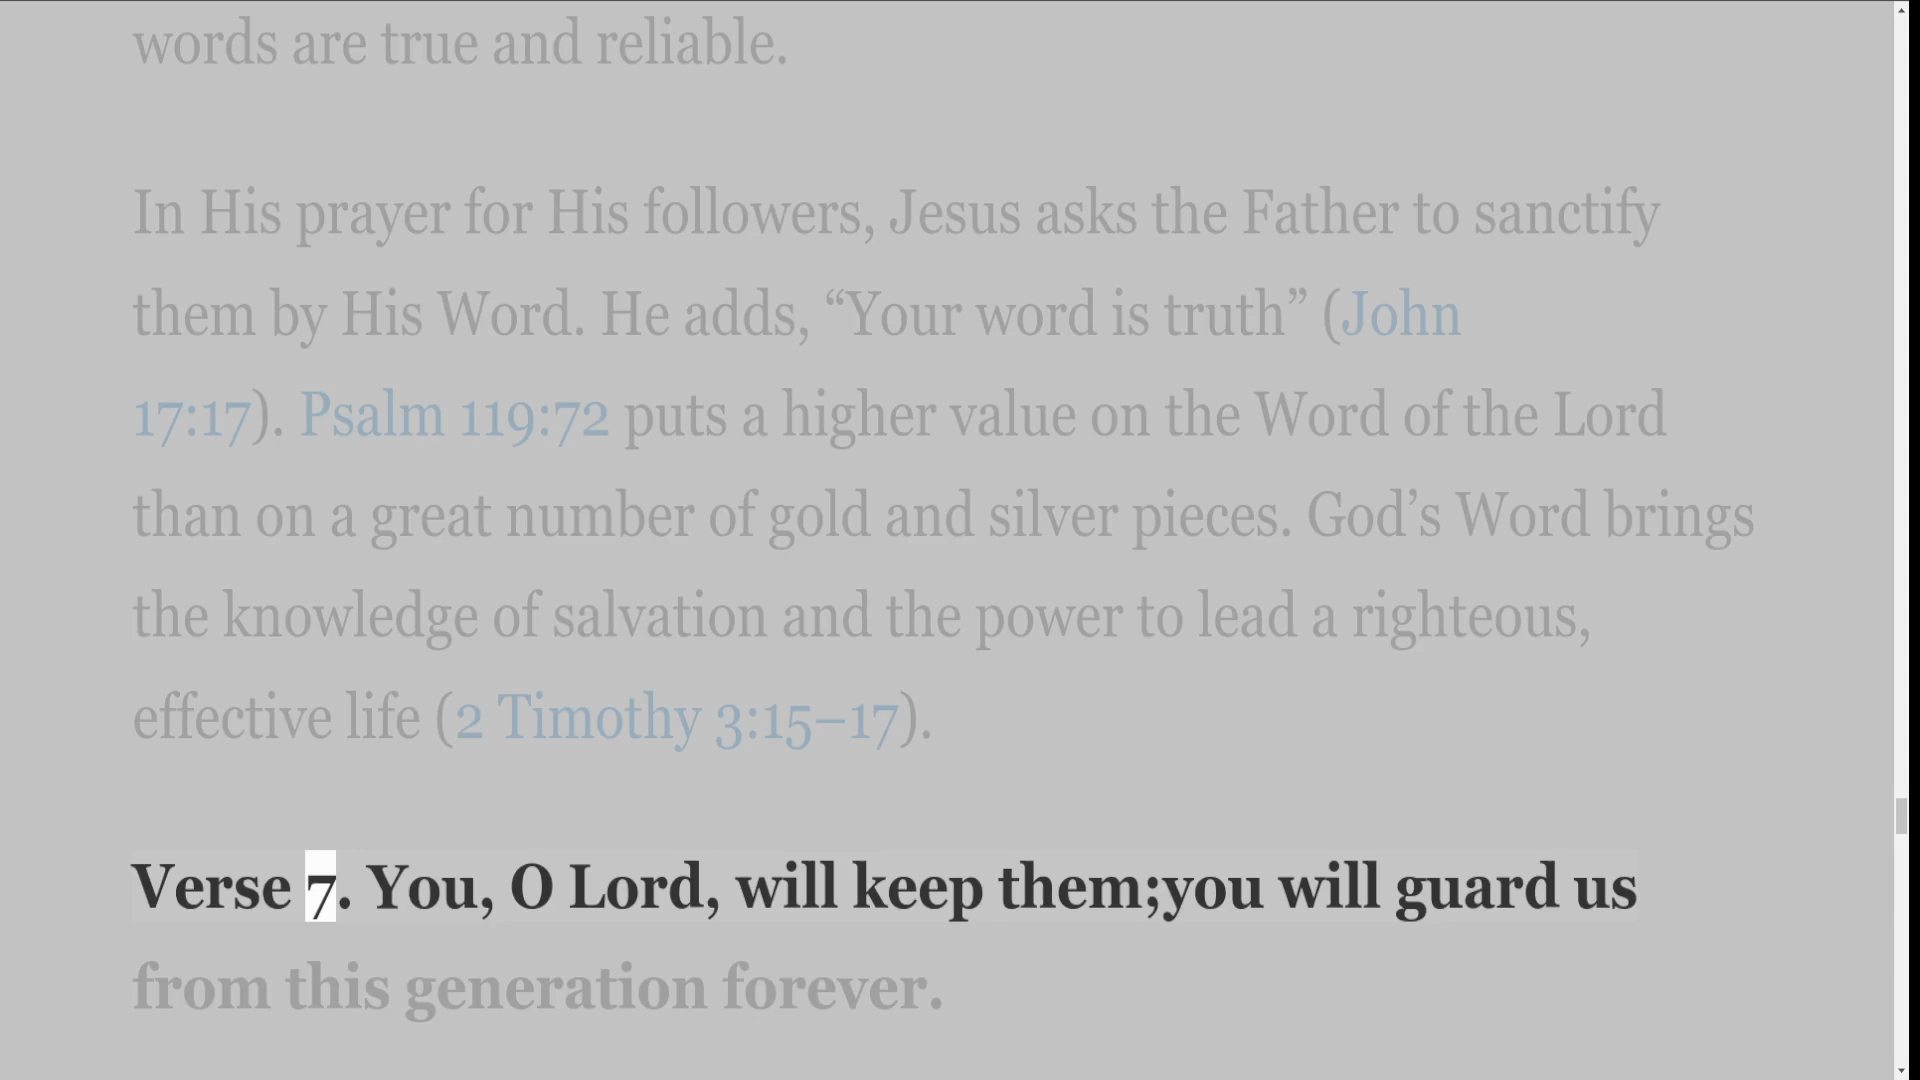 words are true and reliable.
In His prayer for His followers, Jesus asks the Father to sanctify
them by His Word. He adds, “Your word is truth” (John
17:17). Psalm 119:72 puts a higher value on the Word of the Lord
than on a great number of gold and silver pieces. God’s Word brings
the knowledge of salvation and the power to lead a righteous,
effective life (2 Timothy 3:15–17).
Verse 7. You, O Lord, will keep them;you will guard us
from this generation forever.